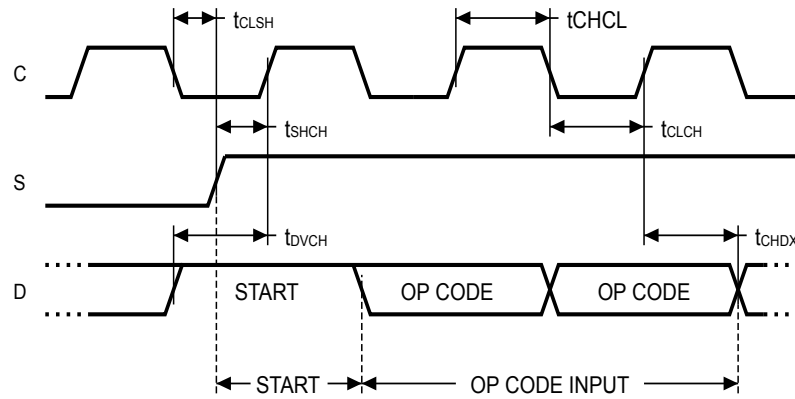 tCLSH tCHCL
C
tSHCH tCLCH
S
tDVCH tCHDX
D START OP CODE OP CODE
START OP CODE INPUT